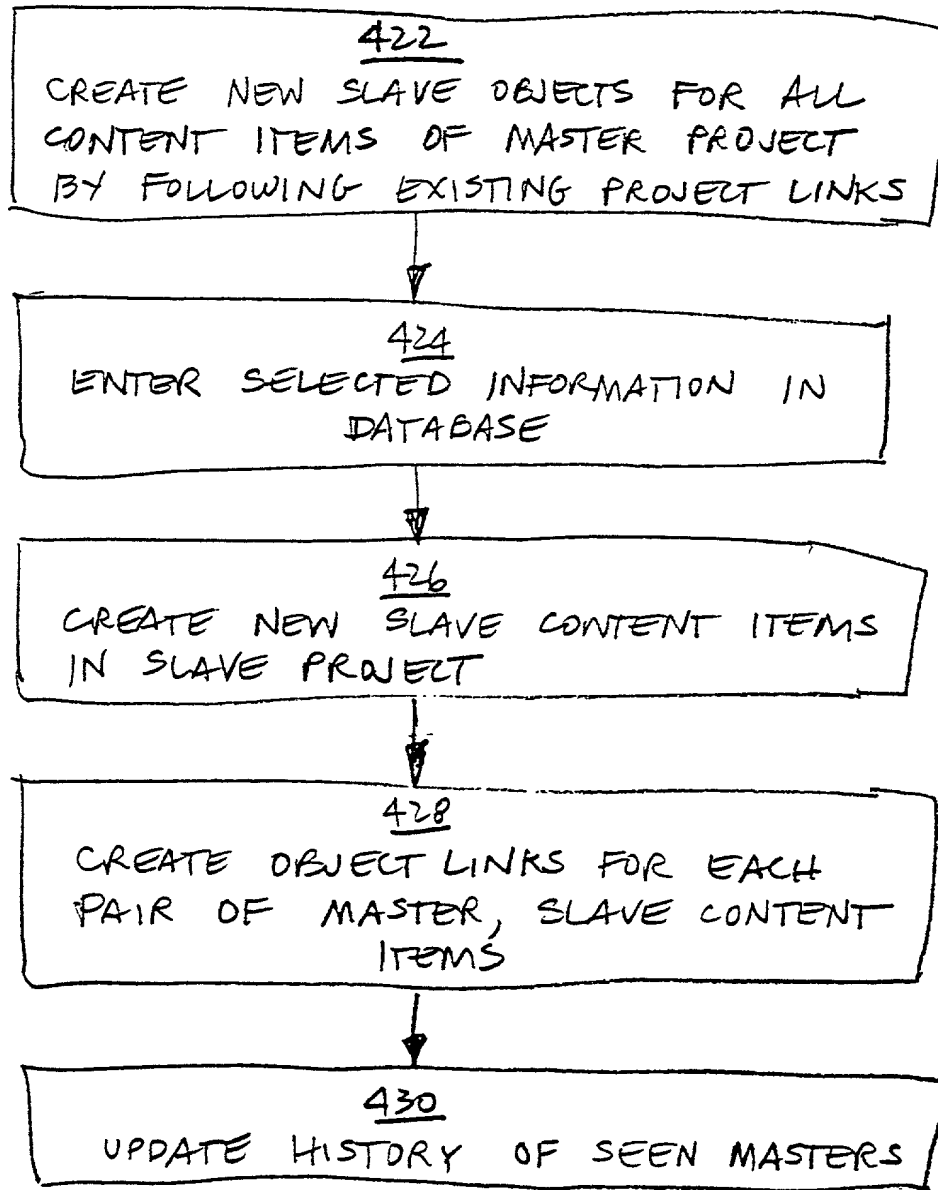 422
CREATE NEW SLAVE OBJECTS FOR ALL
CONTENT ITEMS OF MASTER PROJECT
BY FOLLOWING EXISTING PROJECT LINKS
424
ENTER SELECTED INFORMATION IN
DATABASE
426
CREATE NEW SLAVE CONTENT ITEMS
IN SLAVE PROJECT
428
CREATE OBJECT LINKS FOR EACH
PAIR OF MASTER, SLAVE CONTENT
ITEMS
430
UPDATE HISTORY OF SEEN MASTERS